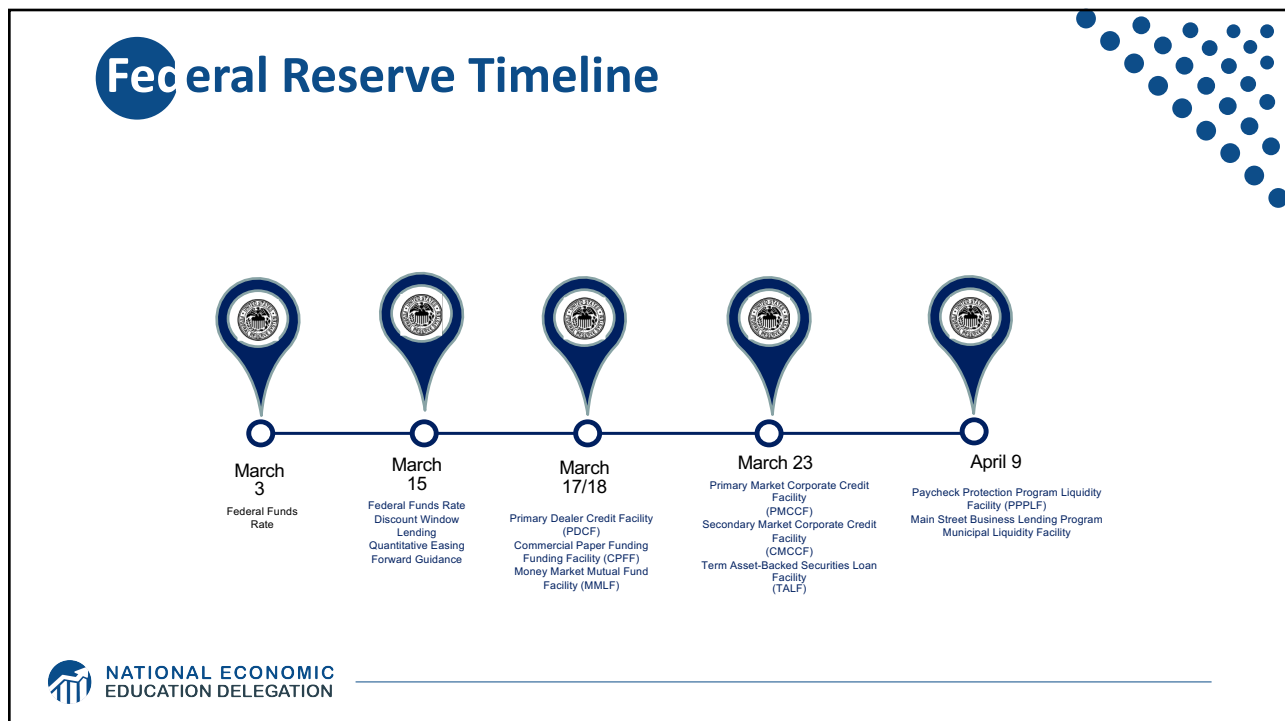 Federal Reserve Timeline
March
3
Federal Funds
Rate
March
15
Federal Funds Rate
Discount Window
Lending
Quantitative Easing
Forward Guidance
March
17/18
Primary Dealer Credit Facility
(PDCF)
Commercial Paper Funding
Funding Facility (CPFF)
Money Market Mutual Fund
Facility (MMLF)
March 23
Primary Market Corporate Credit
Facility
(PMCCF)
Secondary Market Corporate Credit
Facility
(CMCCF)
Term Asset-Backed Securities Loan
Facility
(TALF)
April 9
Paycheck Protection Program Liquidity
Facility (PPPLF)
Main Street Business Lending Program
Municipal Liquidity Facility
NATIONAL ECONOMIC
EDUCATION DELEGATION